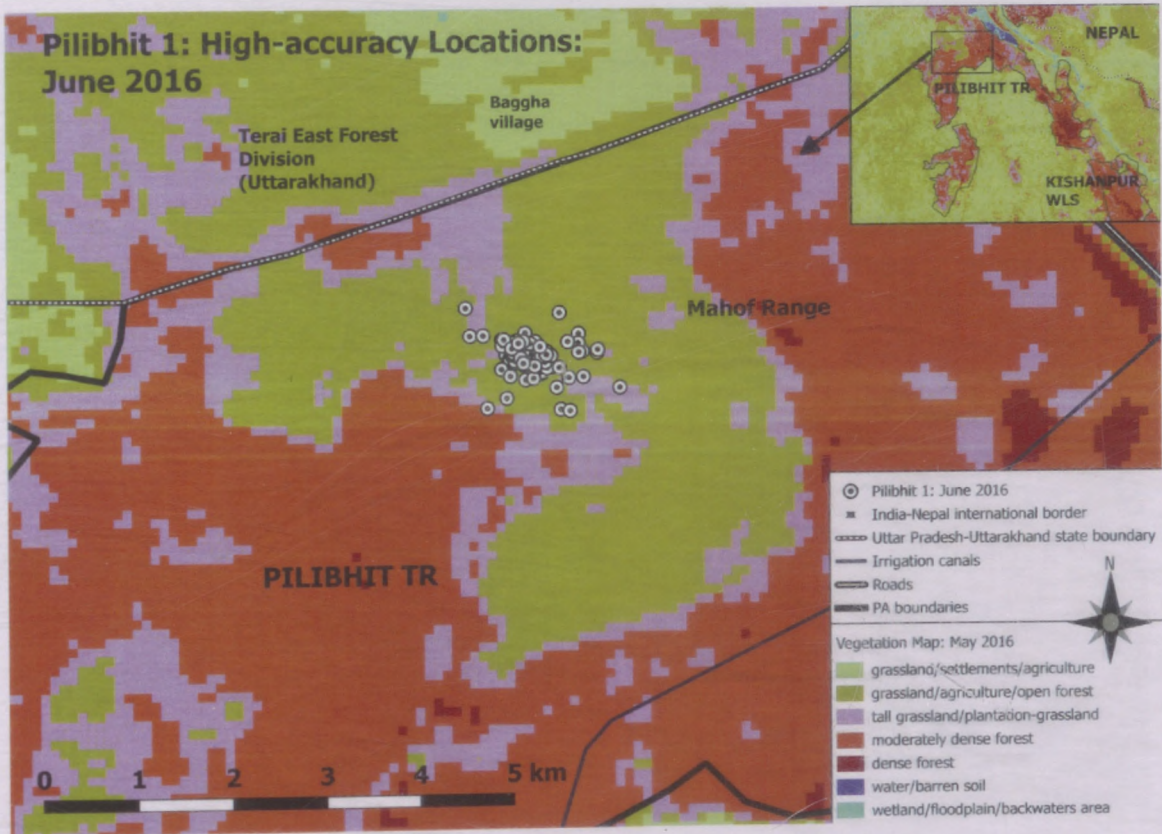 Pilibhit 1: High-accuracy Locations:
June 2016
Terai East Forest
Division
(Uttarakhand)
Baggha
village
NEPAL
PILIBHIT TR
KISHANPUR
WLS
Mahof Range
PILIBHIT TR
0 1 2 3 4 5 km
Pilibhit 1: June 2016
India-Nepal international border
Uttar Pradesh-Uttarakhand state boundary
Irrigation canals
Roads
PA boundaries
N
Vegetation Map: May 2016
grassland/settlements/agriculture
grassland/agriculture/open forest
tall grassland/plantation-grassland
moderately dense forest
dense forest
water/barren soil
wetland/floodplain/backwaters area